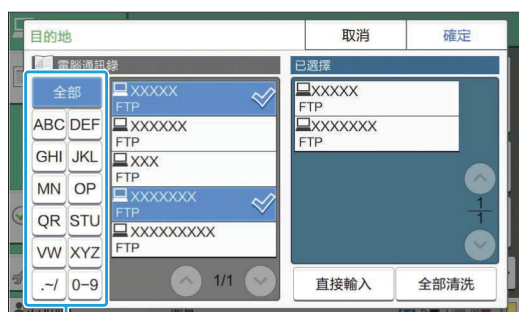 目的地
取消
確定
電腦通訊錄
已選擇
全部
ABC DEF
GHI JKL
MN OP
QR STU
VW XYZ
.~/ 0-9
XXXXX
FTP
XXXXXX
FTP
XXX
FTP
XXXXXXX
FTP
XXXXXXXXX
FTP
1/1
XXXXX
FTP
XXXXXXX
FTP
1
1
直接輸入
全部清洗